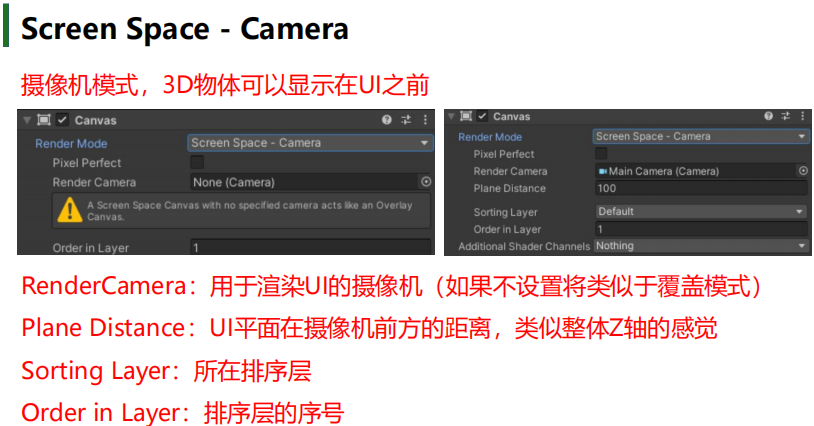 Screen Space - Camera
摄像机模式，3D物体可以显示在UI之前
Canvas
Render Mode Screen Space - Camera
Pixel Perfect
Render Camera None (Camera)
A Screen Space Canvas with no specified camera acts like an Overlay
Canvas.
Order in Layer 1
Canvas
Render Mode Screen Space - Camera
Pixel Perfect
Render Camera Main Camera (Camera)
Plane Distance 100
Sorting Layer Default
Order in Layer 1
Additional Shader Channels Nothing
RenderCamera：用于渲染UI的摄像机（如果不设置将类似于覆盖模式）
Plane Distance：UI平面在摄像机前方的距离，类似整体Z轴的感觉
Sorting Layer：所在排序层
Order in Layer：排序层的序号